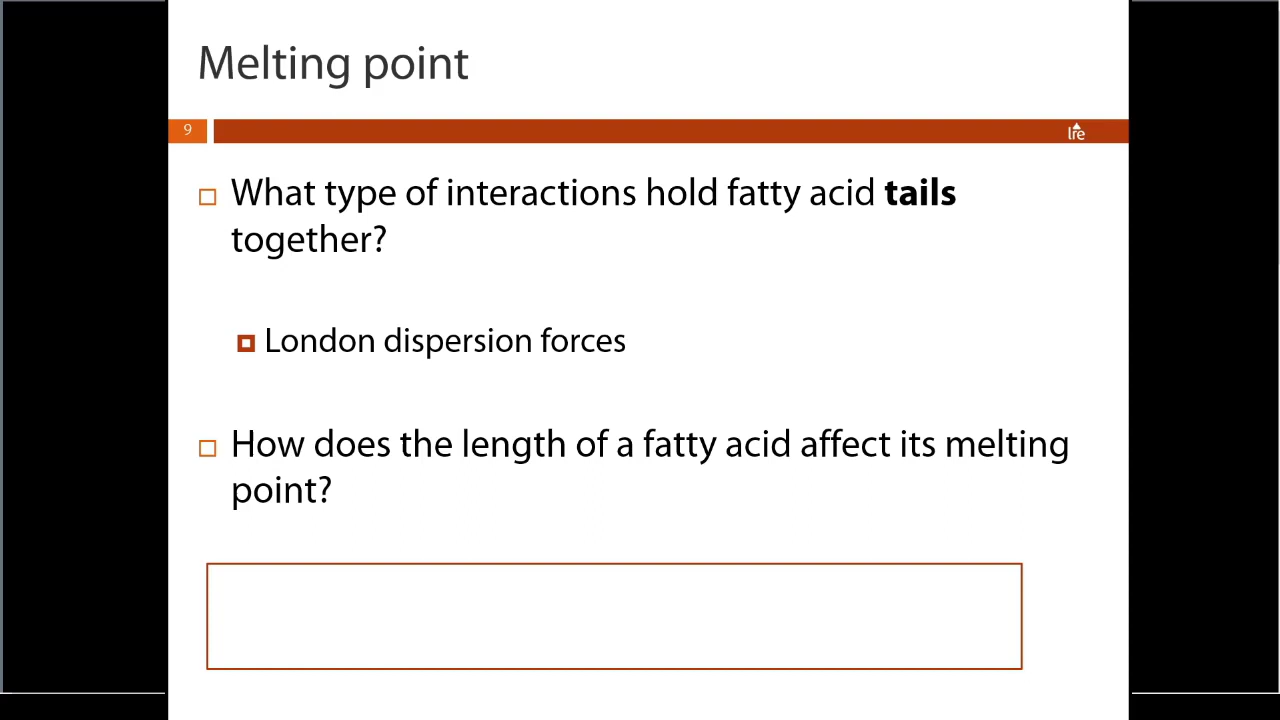 Melting point
9
lre
What type of interactions hold fatty acid tails
together?
London dispersion forces
How does the length of a fatty acid affect its melting
point?